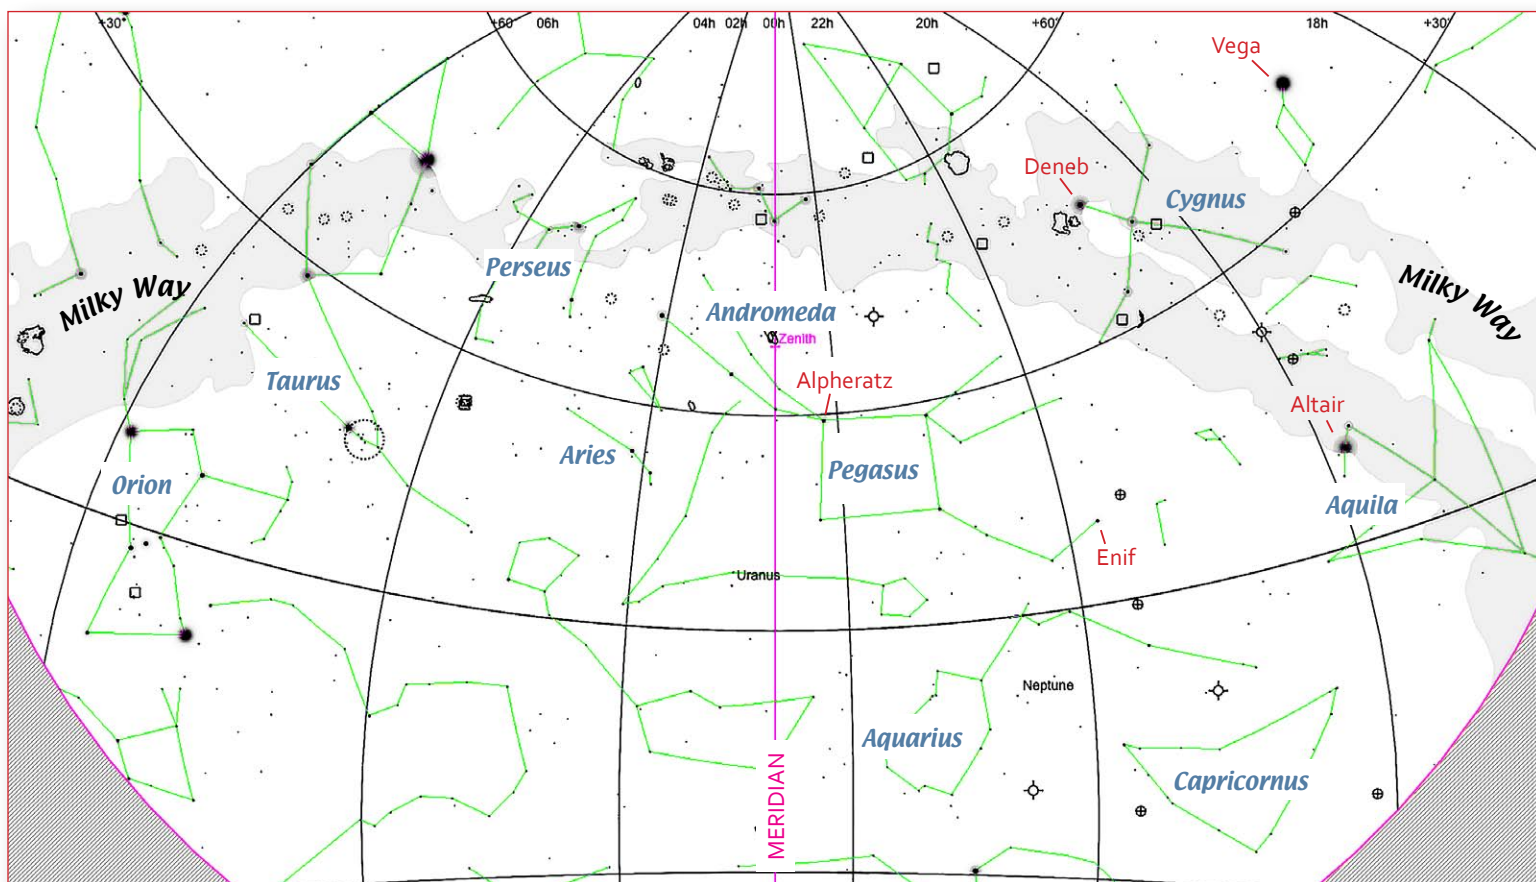 +30°
+60
06h
04h
02h
00h
22h
20h
+60°
18h
+30°
Vega
Deneb
Cygnus
Perseus
Milky Way
Milky Way
Andromeda
Zenith
Taurus
Alpheratz
Altair
Aries
Pegasus
Orion
Aquila
Enif
Uranus
Neptune
Aquarius
Capricornus
MERIDIAN